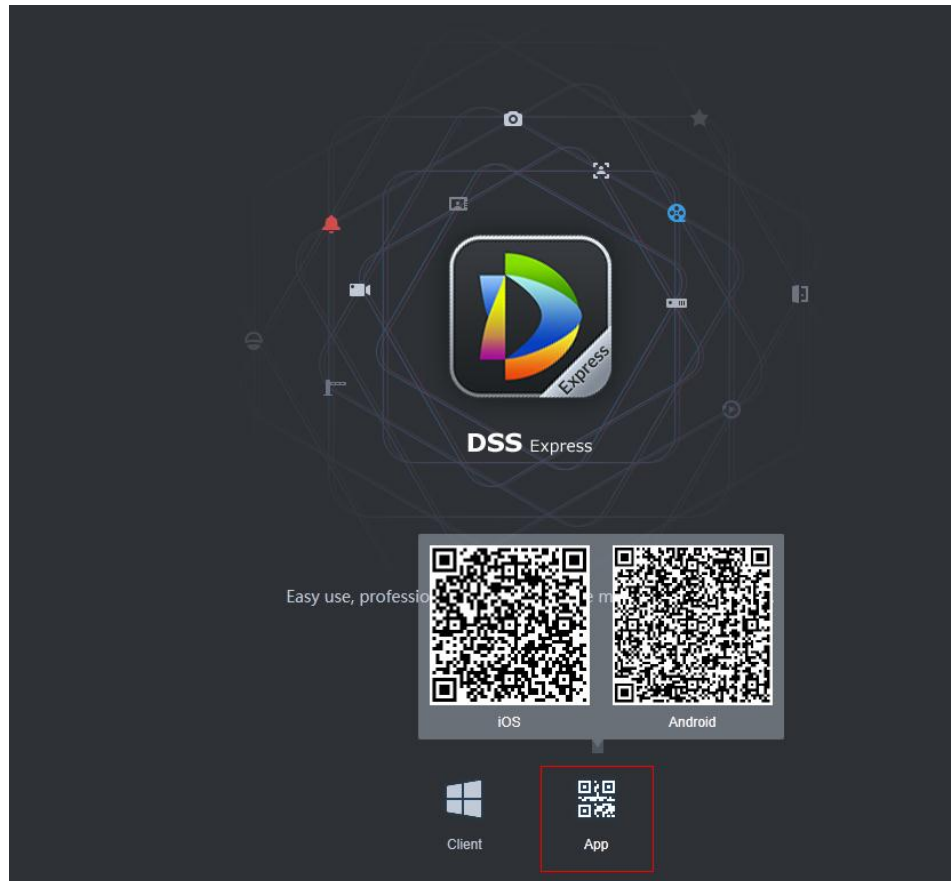 Express
DSS Express
Easy use, professio
iOS
Android
Client
App